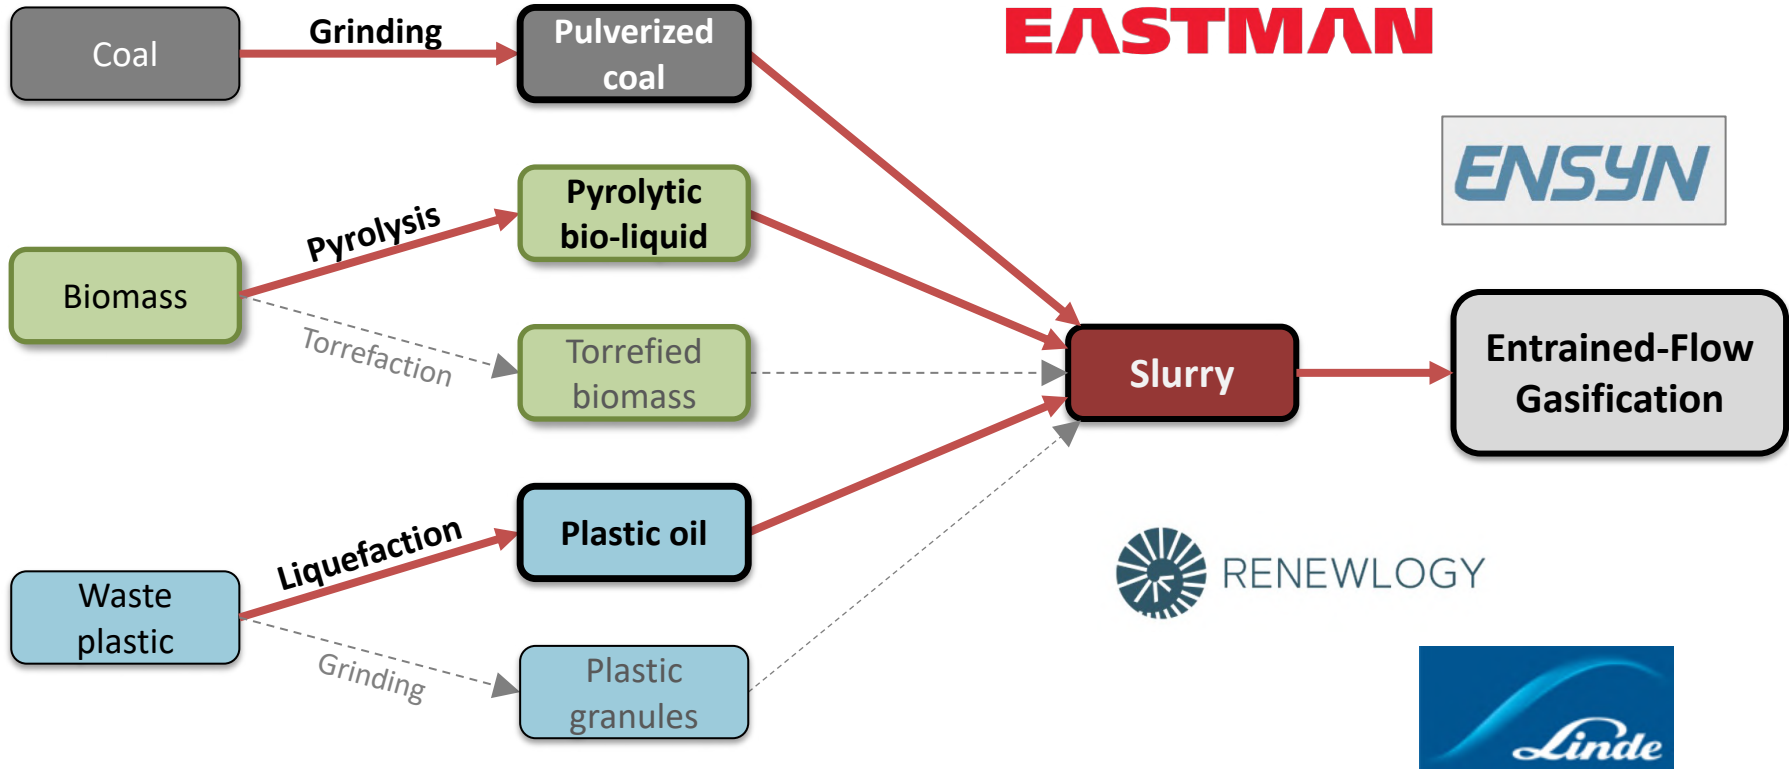 Coal
Grinding
Pulverized
coal
EASTMAN
ENSYN
Biomass
Pyrolysis
Pyrolytic
bio-liquid
Torrefaction
Torrefied
biomass
Slurry
Entrained-Flow
Gasification
Waste
plastic
Liquefaction
Plastic oil
Grinding
Plastic
granules
RENEWLOGY
Linde